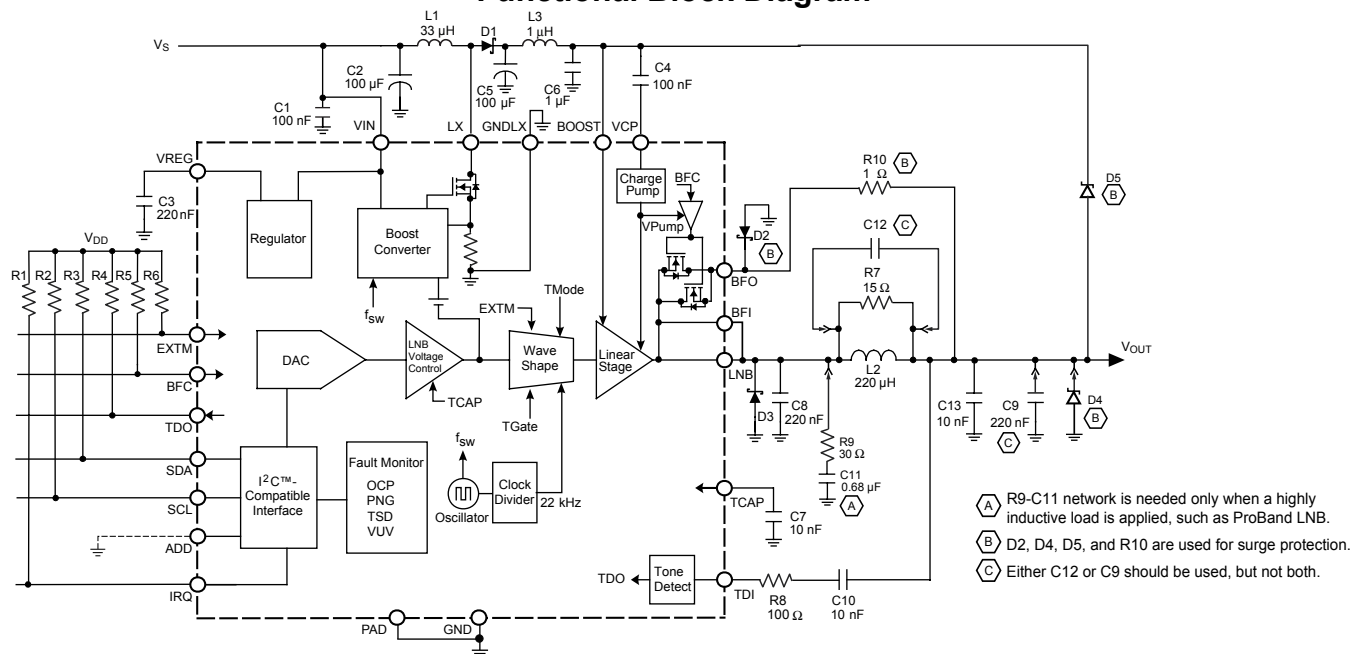 Functional Block Diagram
L1
33 µH
D1
L3
1 µH
VS
C2
100 µF
C5
100 µF
C6
1 µF
C4
100 nF
C1
100 nF
VIN
LX
GNDLX
BOOST
VCP
VREG
C3
220 nF
Regulator
Boost
Converter
fsw
Charge
Pump
BFC
VPump
D2
B
R10
1 Ω
B
D5
B
C12
C
R7
15 Ω
BFO
BFI
LNB
VDD
R1
R2
R3
R4
R5
R6
EXTM
BFC
TDO
SDA
SCL
ADD
IRQ
DAC
LNB
Voltage
Control
TCAP
EXTM
TMode
Wave
Shape
TGate
Linear
Stage
L2
220 µH
VOUT
D3
C8
220 nF
R9
30 Ω
C11
0.68 µF
A
C13
10 nF
C9
220 nF
C
D4
B
I2C™-
Compatible
Interface
Fault Monitor
OCP
PNG
TSD
VUV
fsw
Oscillator
Clock
Divider
22 kHz
TCAP
C7
10 nF
TDO
Tone
Detect
TDI
R8
100 Ω
C10
10 nF
PAD
GND
A R9-C11 network is needed only when a highly
inductive load is applied, such as ProBand LNB.
B D2, D4, D5, and R10 are used for surge protection.
C Either C12 or C9 should be used, but not both.